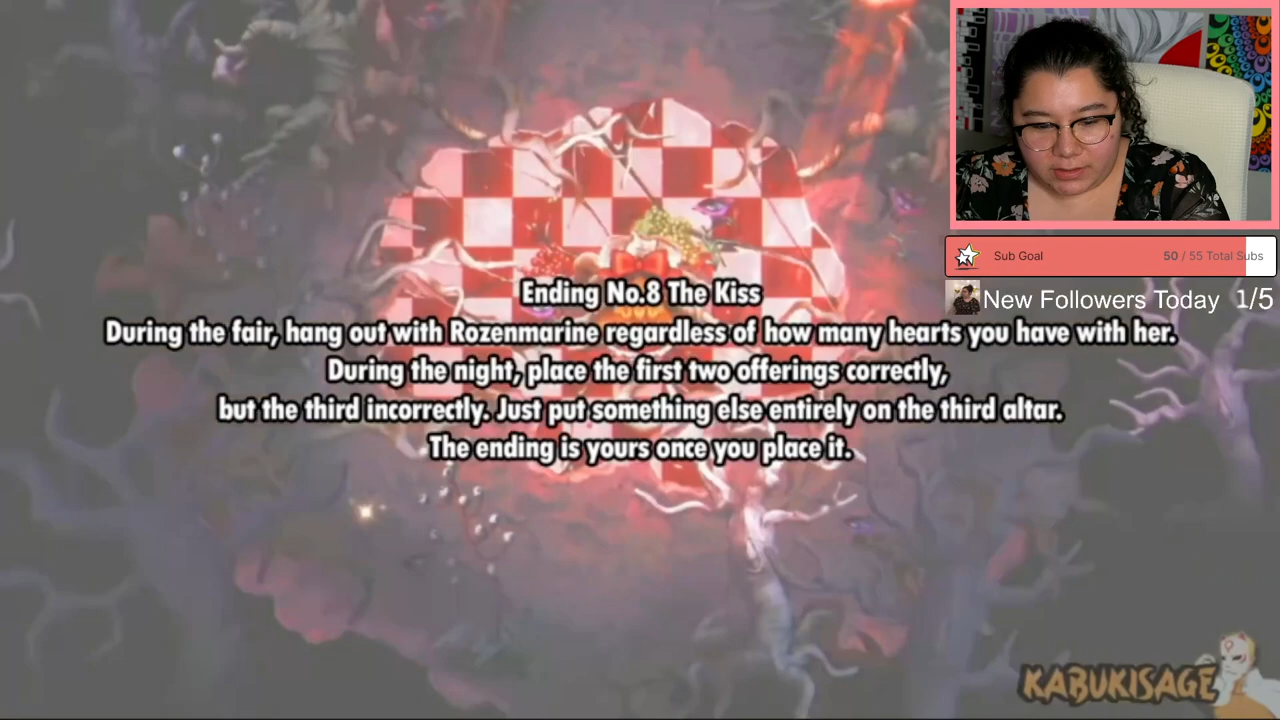 Sub Goal
50 / 55 Total Subs
New Followers Today 1/5
Ending No.8 The Kiss
During the fair, hang out with Rozenmarine regardless of how many hearts you have with her.
During the night, place the first two offerings correctly,
but the third incorrectly. Just put something else entirely on the third altar.
The ending is yours once you place it.
KABUKISAGE